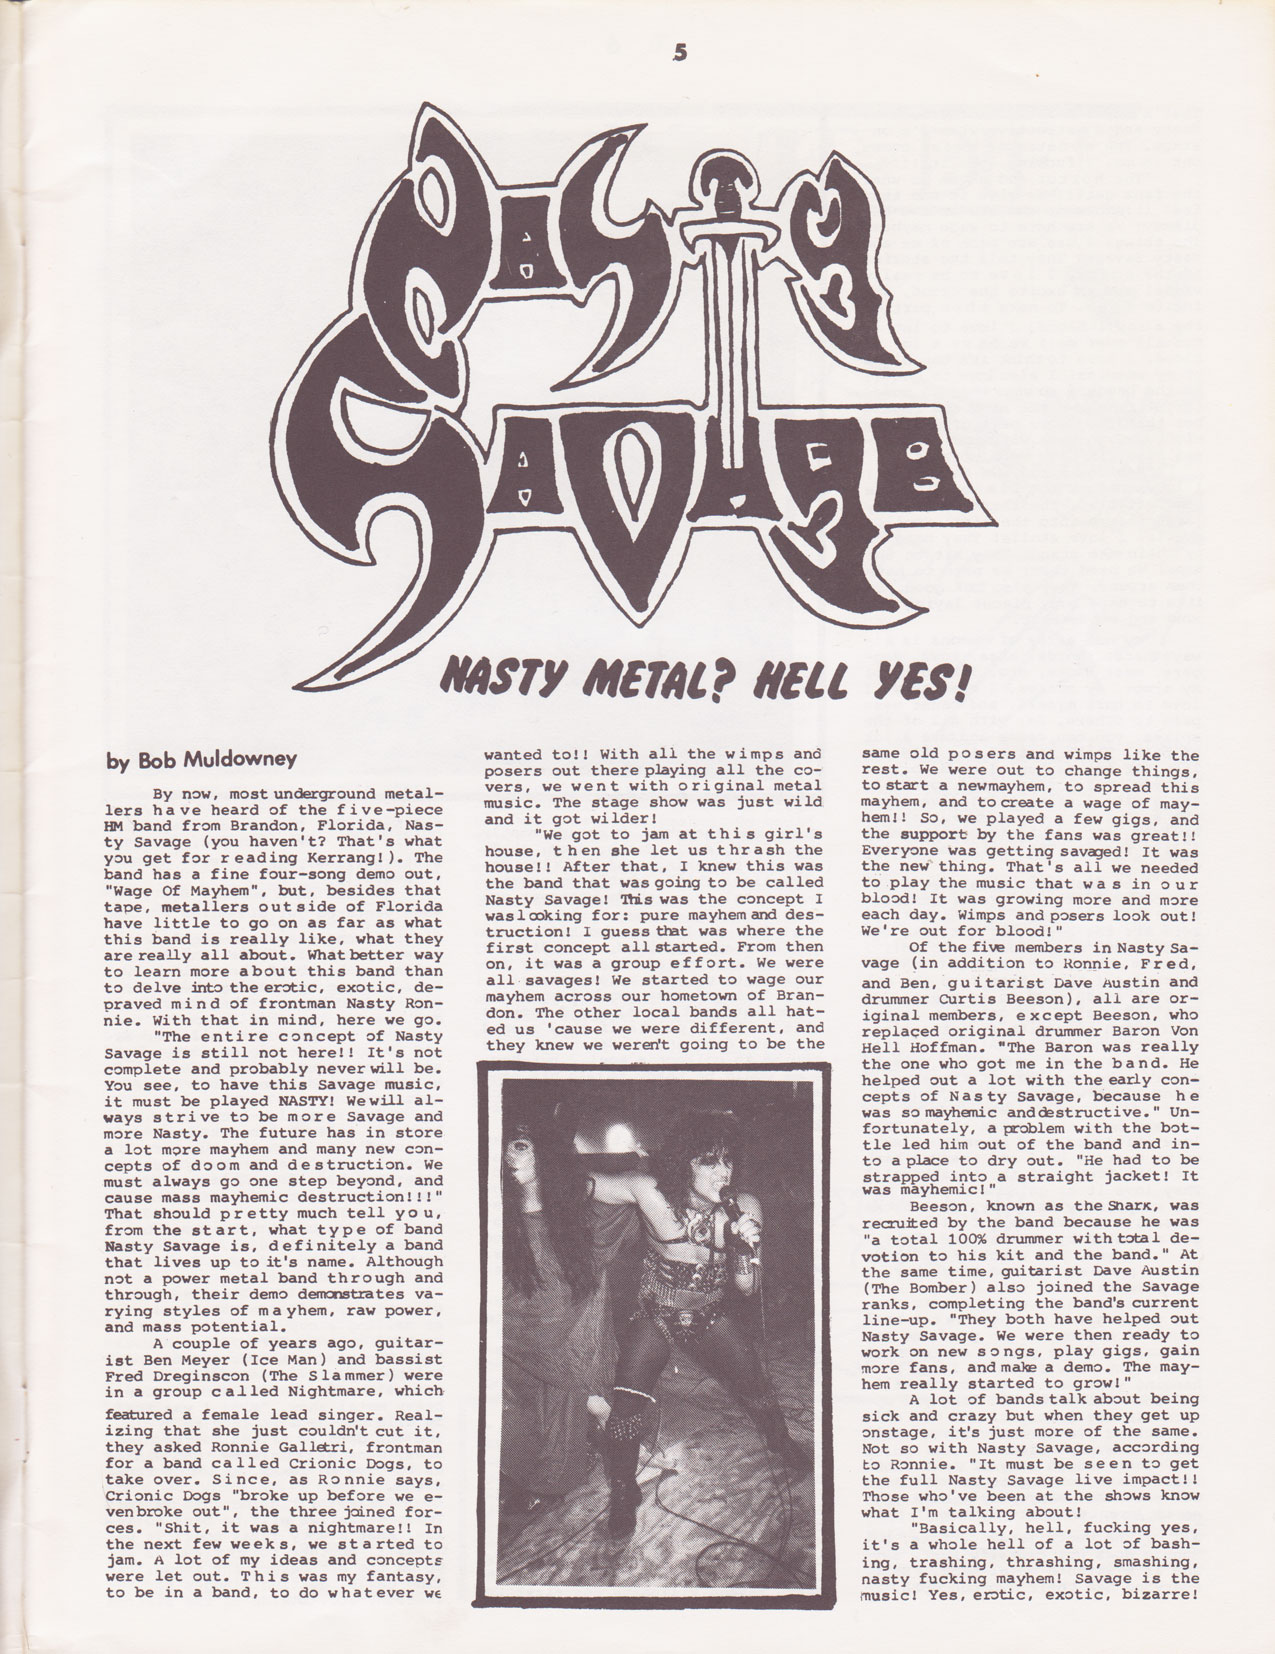 5
Nasty
Savage
NASTY METAL? HELL YES!
by Bob Muldowney
By now, most underground metal-
lers have heard of the five-piece
HM band from Brandon, Florida, Nas-
ty Savage (you haven't? That's what
you get for reading Kerrang!). The
band has a fine four-song demo out,
"Wage Of Mayhem", but, besides that
tape, metallers outside of Florida
have little to go on as far as what
this band is really like, what they
are really all about. What better way
to learn more about this band than
to delve into the erotic, exotic, de-
praved mind of frontman Nasty Ron-
nie. With that in mind, here we go.
"The entire concept of Nasty
Savage is still not here!! It's not
complete and probably never will be.
You see, to have this Savage music,
it must be played NASTY! We will al-
ways strive to be more Savage and
more Nasty. The future has in store
a lot more mayhem and many new con-
cepts of doom and destruction. We
must always go one step beyond, and
cause mass mayhemic destruction!!!"
That should pretty much tell you,
from the start, what type of band
Nasty Savage is, definitely a band
that lives up to it's name. Although
not a power metal band through and
through, their demo demonstrates va-
rying styles of mayhem, raw power,
and mass potential.
A couple of years ago, guitar-
ist Ben Meyer (Ice Man) and bassist
Fred Dreginscon (The Slammer) were
in a group called Nightmare, which
featured a female lead singer. Real-
izing that she just couldn't cut it,
they asked Ronnie Galletri, frontman
for a band called Crionic Dogs, to
take over. Since, as Ronnie says,
Crionic Dogs "broke up before we e-
ven broke out", the three joined for-
ces. "Shit, it was a nightmare!! In
the next few weeks, we started to
jam. A lot of my ideas and concepts
were let out. This was my fantasy,
to be in a band, to do whatever we
wanted to!! With all the wimps and
posers out there playing all the co-
vers, we went with original metal
music. The stage show was just wild
and it got wilder!
"We got to jam at this girl's
house, then she let us thrash the
house!! After that, I knew this was
the band that was going to be called
Nasty Savage! This was the concept I
was looking for: pure mayhem and des-
truction! I guess that was where the
first concept all started. From then
on, it was a group effort. We were
all savages! We started to wage our
mayhem across our hometown of Bran-
don. The other local bands all hat-
ed us 'cause we were different, and
they knew we weren't going to be the
same old posers and wimps like the
rest. We were out to change things,
to start a newmayhem, to spread this
mayhem, and to create a wage of may-
hem!! So, we played a few gigs, and
the support by the fans was great!!
Everyone was getting savaged! It was
the new thing. That's all we needed
to play the music that was in our
blood! It was growing more and more
each day. Wimps and posers look out!
We're out for blood!"
Of the five members in Nasty Sa-
vage (in addition to Ronnie, Fred,
and Ben, guitarist Dave Austin and
drummer Curtis Beeson), all are or-
iginal members, except Beeson, who
replaced original drummer Baron Von
Hell Hoffman. "The Baron was really
the one who got me in the band. He
helped out a lot with the early con-
cepts of Nasty Savage, because he
was so mayhemic and destructive." Un-
fortunately, a problem with the bot-
tle led him out of the band and in-
to a place to dry out. "He had to be
strapped into a straight jacket! It
was mayhemic!"
Beeson, known as the Shark, was
recruited by the band because he was
"a total 100% drummer with total de-
votion to his kit and the band." At
the same time, guitarist Dave Austin
(The Bomber) also joined the Savage
ranks, completing the band's current
line-up. "They both have helped out
Nasty Savage. We were then ready to
work on new songs, play gigs, gain
more fans, and make a demo. The may-
hem really started to grow!"
A lot of bands talk about being
sick and crazy but when they get up
onstage, it's just more of the same.
Not so with Nasty Savage, according
to Ronnie. "It must be seen to get
the full Nasty Savage live impact!!
Those who've been at the shows know
what I'm talking about!
"Basically, hell, fucking yes,
it's a whole hell of a lot of bash-
ing, trashing, thrashing, smashing,
nasty fucking mayhem! Savage is the
music! Yes, erotic, exotic, bizarre!